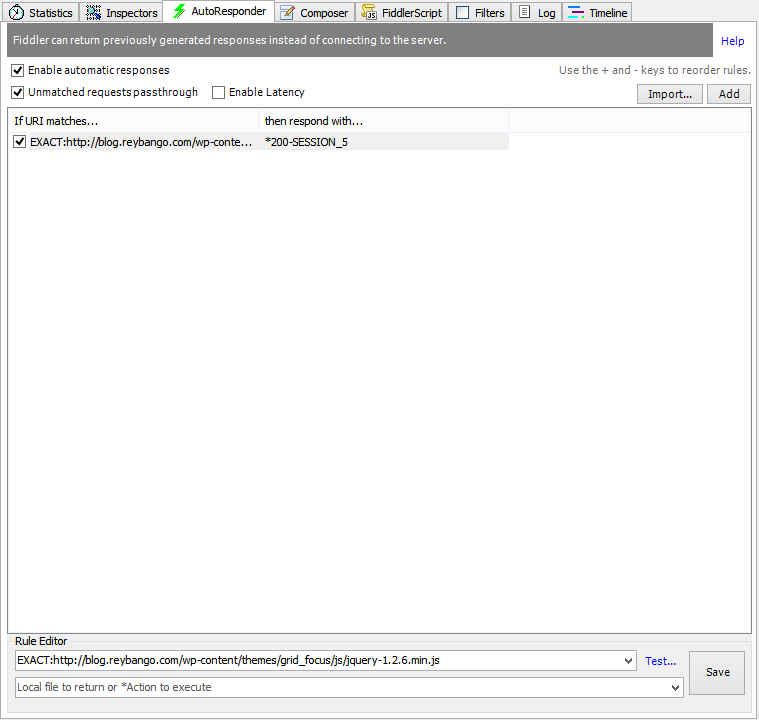 Statistics Inspectors AutoResponder Composer FiddlerScript Filters Log Timeline
Fiddler can return previously generated responses instead of connecting to the server. Help
Enable automatic responses Use the + and - keys to reorder rules.
Unmatched requests passthrough Enable Latency Import... Add
If URI matches... then respond with...
EXACT:http://blog.reybango.com/wp-conte... *200-SESSION_5
Rule Editor
EXACT:http://blog.reybango.com/wp-content/themes/grid_focus/js/jquery-1.2.6.min.js Test... Save
Local file to return or *Action to execute